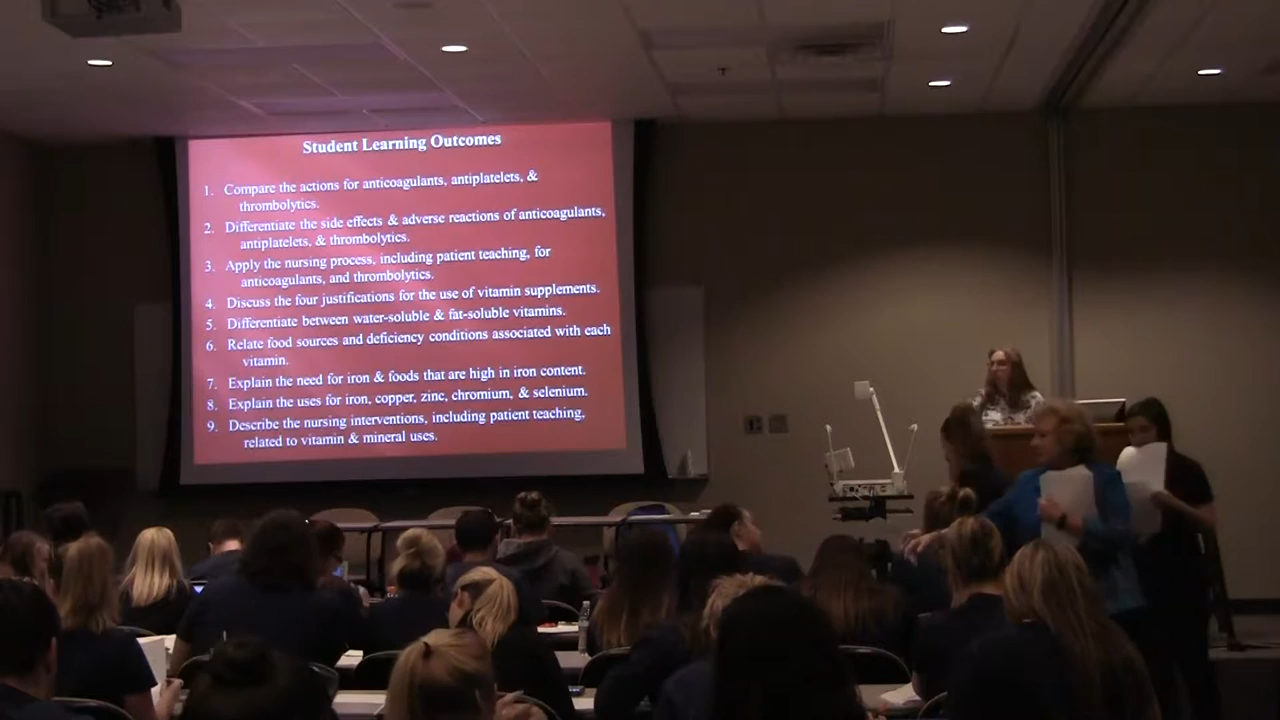 Student Learning Outcomes
1. Compare the actions for anticoagulants, antiplatelets, &
thrombolytics.
2. Differentiate the side effects & adverse reactions of anticoagulants,
antiplatelets, & thrombolytics.
3. Apply the nursing process, including patient teaching, for
anticoagulants, and thrombolytics.
4. Discuss the four justifications for the use of vitamin supplements.
5. Differentiate between water-soluble & fat-soluble vitamins.
6. Relate food sources and deficiency conditions associated with each
vitamin.
7. Explain the need for iron & foods that are high in iron content.
8. Explain the uses for iron, copper, zinc, chromium, & selenium.
9. Describe the nursing interventions, including patient teaching,
related to vitamin & mineral uses.